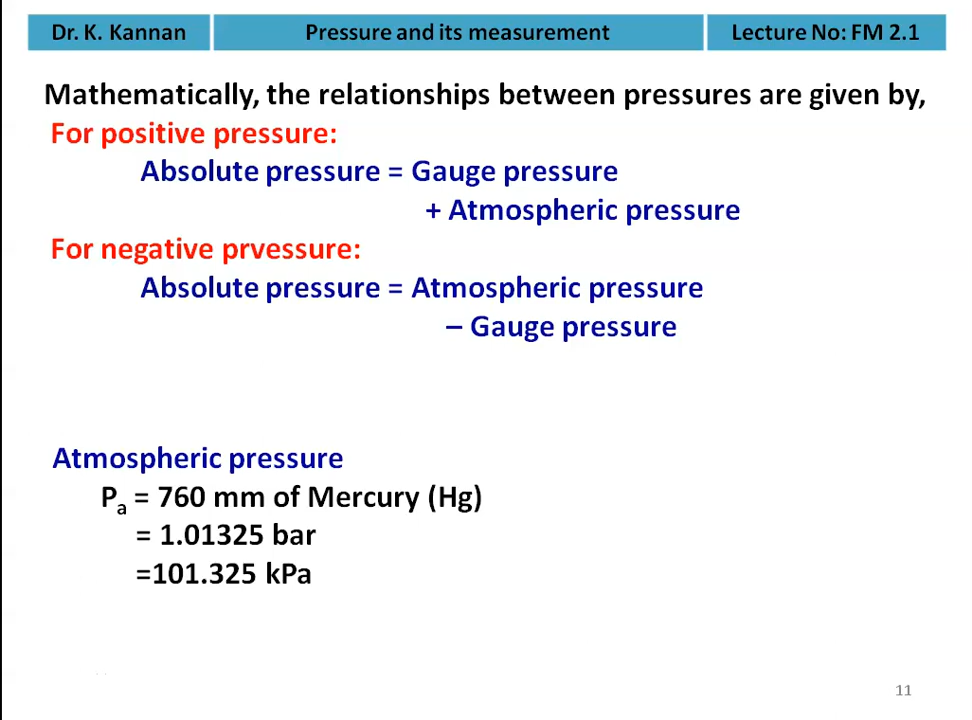 Dr. K. Kannan
Pressure and its measurement
Lecture No: FM 2.1
Mathematically, the relationships between pressures are given by,
For positive pressure:
Absolute pressure = Gauge pressure
+ Atmospheric pressure
For negative prvessure:
Absolute pressure = Atmospheric pressure
– Gauge pressure
Atmospheric pressure
Pa = 760 mm of Mercury (Hg)
= 1.01325 bar
=101.325 kPa
11